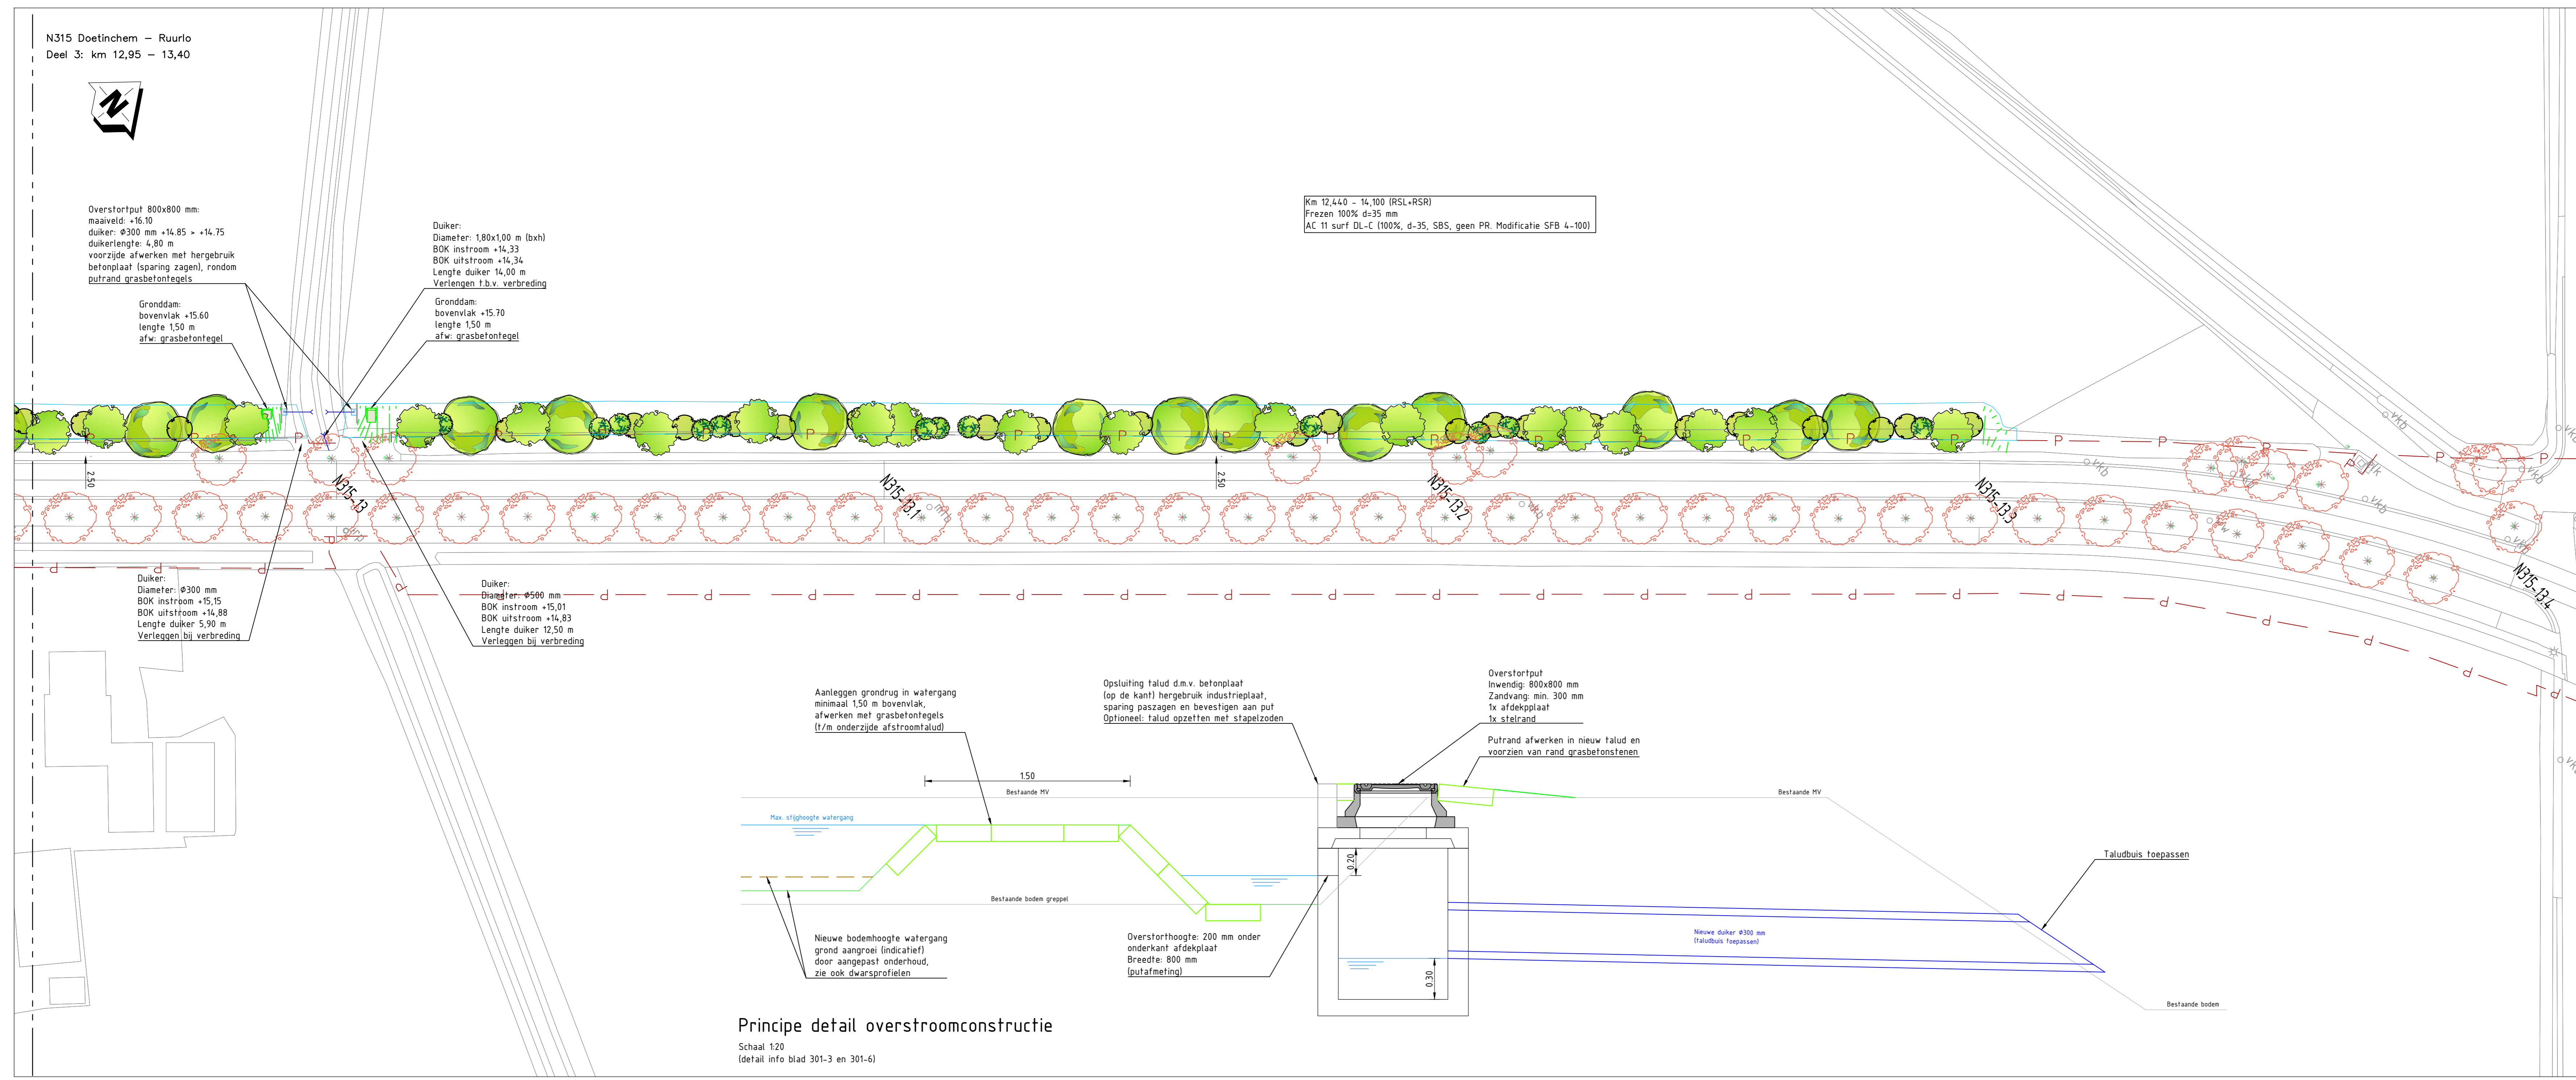 N315 Doetinchem - Ruurlo
Deel 3: km 12,95 - 13,40
N
Overstortput 800x800 mm:
maaiveld: +16.10
duiker: Ø300 mm +14.85 > +14.75
duikerlengte: 4,80 m
voorzijde afwerken met hergebruik
betonplaat (sparing zagen), rondom
putrand grasbetontegels
Gronddam:
bovenvlak +15.60
lengte 1,50 m
afw: grasbetontegel
Duiker:
Diameter: 1,80x1,00 m (bxh)
BOK instroom +14,33
BOK uitstroom +14,34
Lengte duiker 14,00 m
Verlengen t.b.v. verbreding
Gronddam:
bovenvlak +15.70
lengte 1,50 m
afw: grasbetontegel
Km 12,440 - 14,100 (RSL+RSR)
Frezen 100% d=35 mm
AC 11 surf DL-C (100%, d-35, SBS, geen PR. Modificatie SFB 4-100)
2.50
2.50
N315-13
N315-13.1
N315-13.2
N315-13.3
N315-13.4
Duiker:
Diameter: Ø300 mm
BOK instroom +15,15
BOK uitstroom +14,88
Lengte duiker 5,90 m
Verleggen bij verbreding
Duiker:
Diameter: Ø500 mm
BOK instroom +15,01
BOK uitstroom +14,83
Lengte duiker 12,50 m
Verleggen bij verbreding
Aanleggen grondrug in watergang
minimaal 1,50 m bovenvlak,
afwerken met grasbetontegels
(t/m onderzijde afstroomtalud)
Opsluiting talud d.m.v. betonplaat
(op de kant) hergebruik industrieplaat,
sparing paszagen en bevestigen aan put
Optioneel: talud opzetten met stapelzoden
Overstortput
Inwendig: 800x800 mm
Zandvang: min. 300 mm
1x afdekpplaat
1x stelrand
Putrand afwerken in nieuw talud en
voorzien van rand grasbetonstenen
1.50
Bestaande MV
Bestaande MV
Max. stijghoogte watergang
0.20
Taludbuis toepassen
Bestaande bodem greppel
Nieuwe bodemhoogte watergang
grond aangroei (indicatief)
door aangepast onderhoud,
zie ook dwarsprofielen
Overstorthoogte: 200 mm onder
onderkant afdekplaat
Breedte: 800 mm
(putafmeting)
Nieuwe duiker Ø300 mm
(taludbuis toepassen)
0.30
Bestaande bodem
Principe detail overstroomconstructie
Schaal 1:20
(detail info blad 301-3 en 301-6)